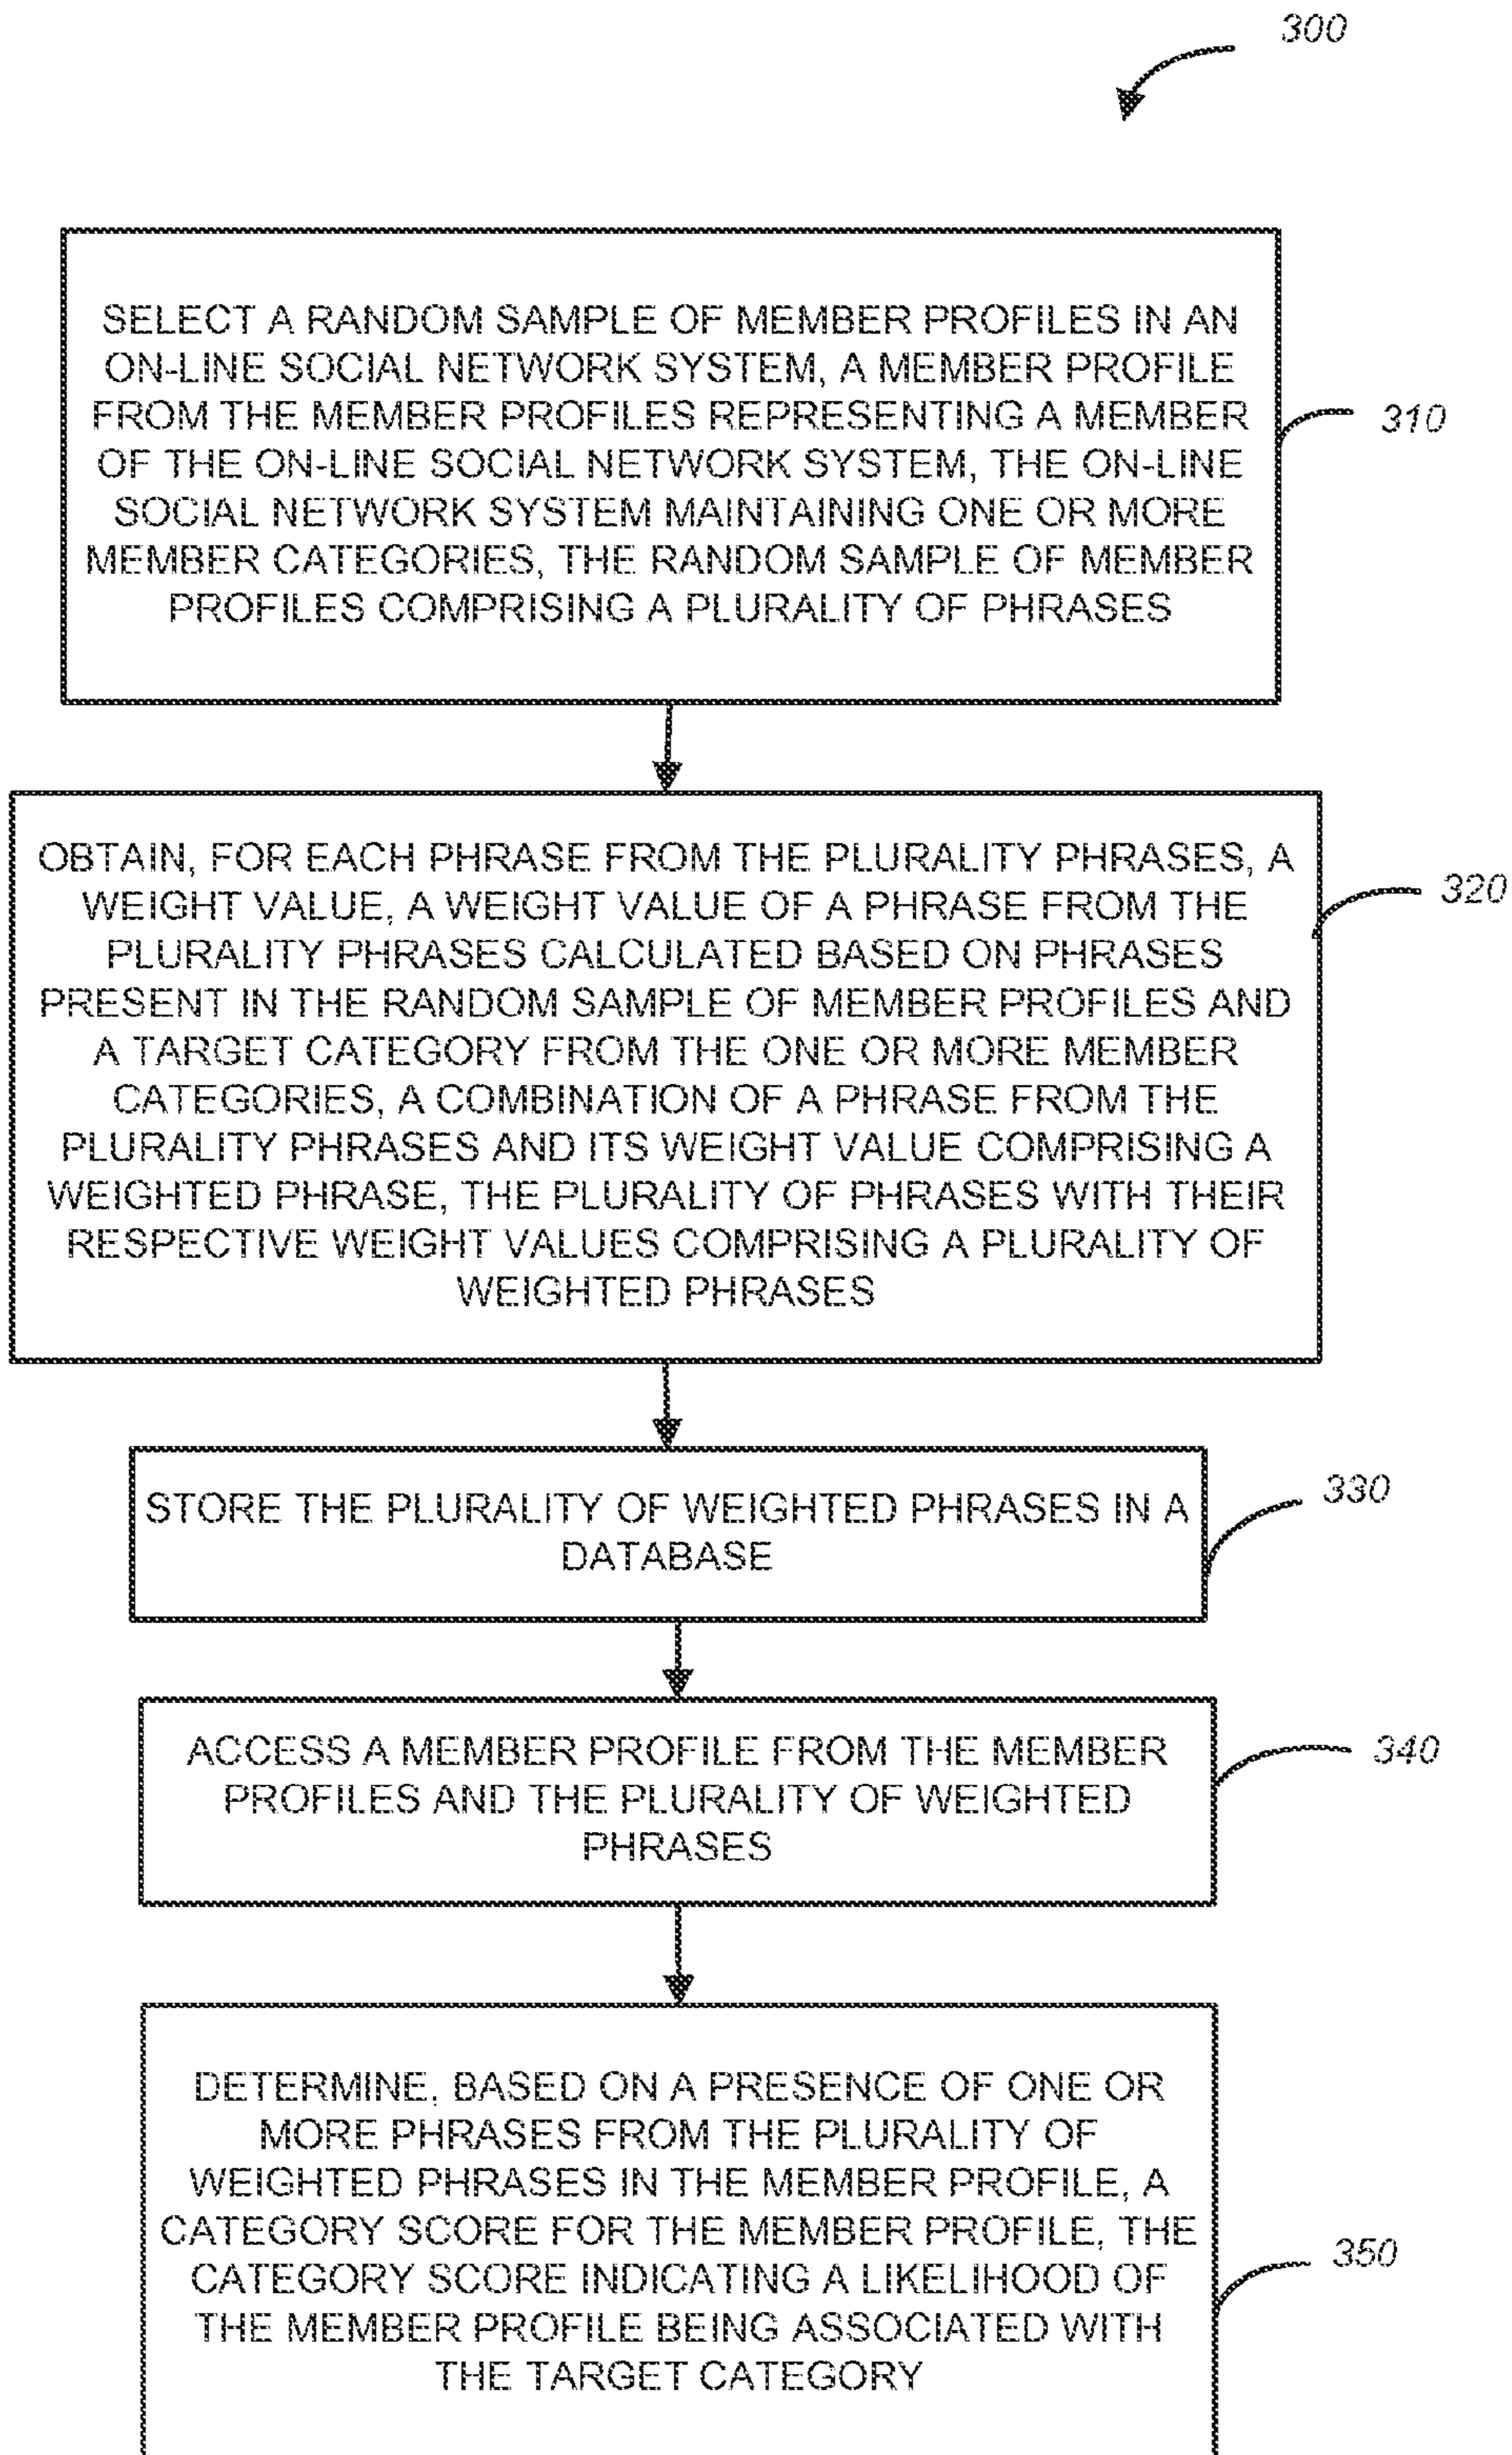 300
SELECT A RANDOM SAMPLE OF MEMBER PROFILES IN AN
ON-LINE SOCIAL NETWORK SYSTEM, A MEMBER PROFILE
FROM THE MEMBER PROFILES REPRESENTING A MEMBER
OF THE ON-LINE SOCIAL NETWORK SYSTEM, THE ON-LINE
SOCIAL NETWORK SYSTEM MAINTAINING ONE OR MORE
MEMBER CATEGORIES, THE RANDOM SAMPLE OF MEMBER
PROFILES COMPRISING A PLURALITY OF PHRASES
310
OBTAIN, FOR EACH PHRASE FROM THE PLURALITY PHRASES, A
WEIGHT VALUE, A WEIGHT VALUE OF A PHRASE FROM THE
PLURALITY PHRASES CALCULATED BASED ON PHRASES
PRESENT IN THE RANDOM SAMPLE OF MEMBER PROFILES AND
A TARGET CATEGORY FROM THE ONE OR MORE MEMBER
CATEGORIES, A COMBINATION OF A PHRASE FROM THE
PLURALITY PHRASES AND ITS WEIGHT VALUE COMPRISING A
WEIGHTED PHRASE, THE PLURALITY OF PHRASES WITH THEIR
RESPECTIVE WEIGHT VALUES COMPRISING A PLURALITY OF
WEIGHTED PHRASES
320
STORE THE PLURALITY OF WEIGHTED PHRASES IN A
DATABASE
330
ACCESS A MEMBER PROFILE FROM THE MEMBER
PROFILES AND THE PLURALITY OF WEIGHTED
PHRASES
340
DETERMINE, BASED ON A PRESENCE OF ONE OR
MORE PHRASES FROM THE PLURALITY OF
WEIGHTED PHRASES IN THE MEMBER PROFILE, A
CATEGORY SCORE FOR THE MEMBER PROFILE, THE
CATEGORY SCORE INDICATING A LIKELIHOOD OF
THE MEMBER PROFILE BEING ASSOCIATED WITH
THE TARGET CATEGORY
350